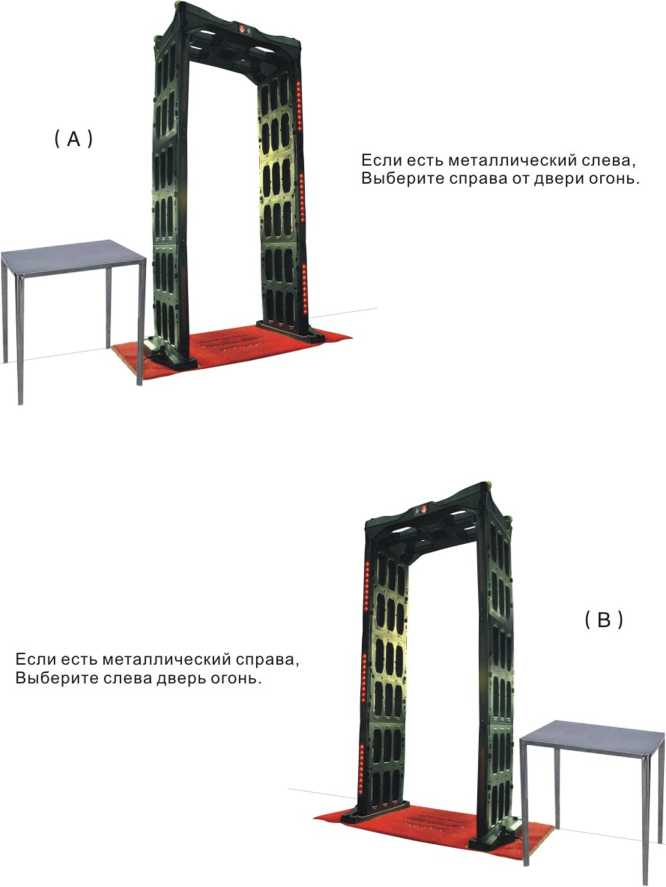 ( A )
Если есть металлический слева,
Выберите справа от двери огонь.
( B )
Если есть металлический справа,
Выберите слева дверь огонь.